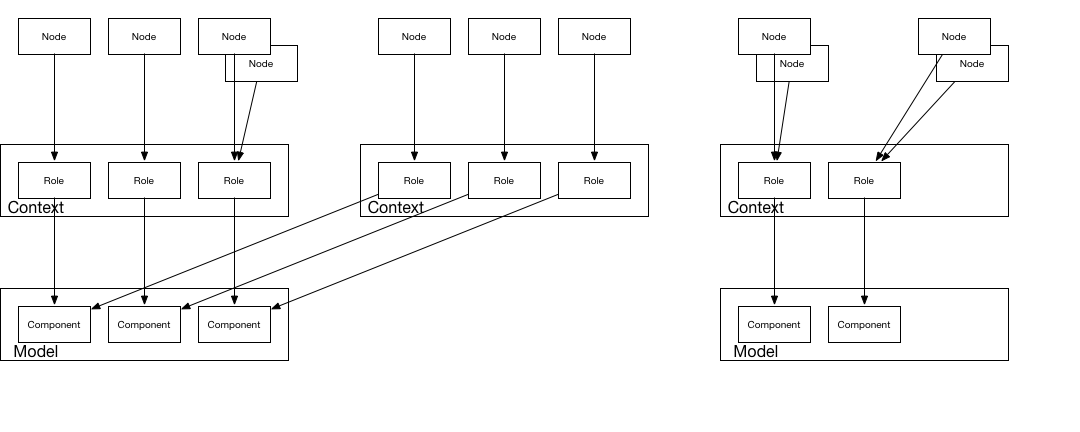 Node Node Node Node Node Node Node Node
Node Node Node
Role Role Role Role Role Role Role Role
Context Context Context
Component Component Component Component Component
Model Model